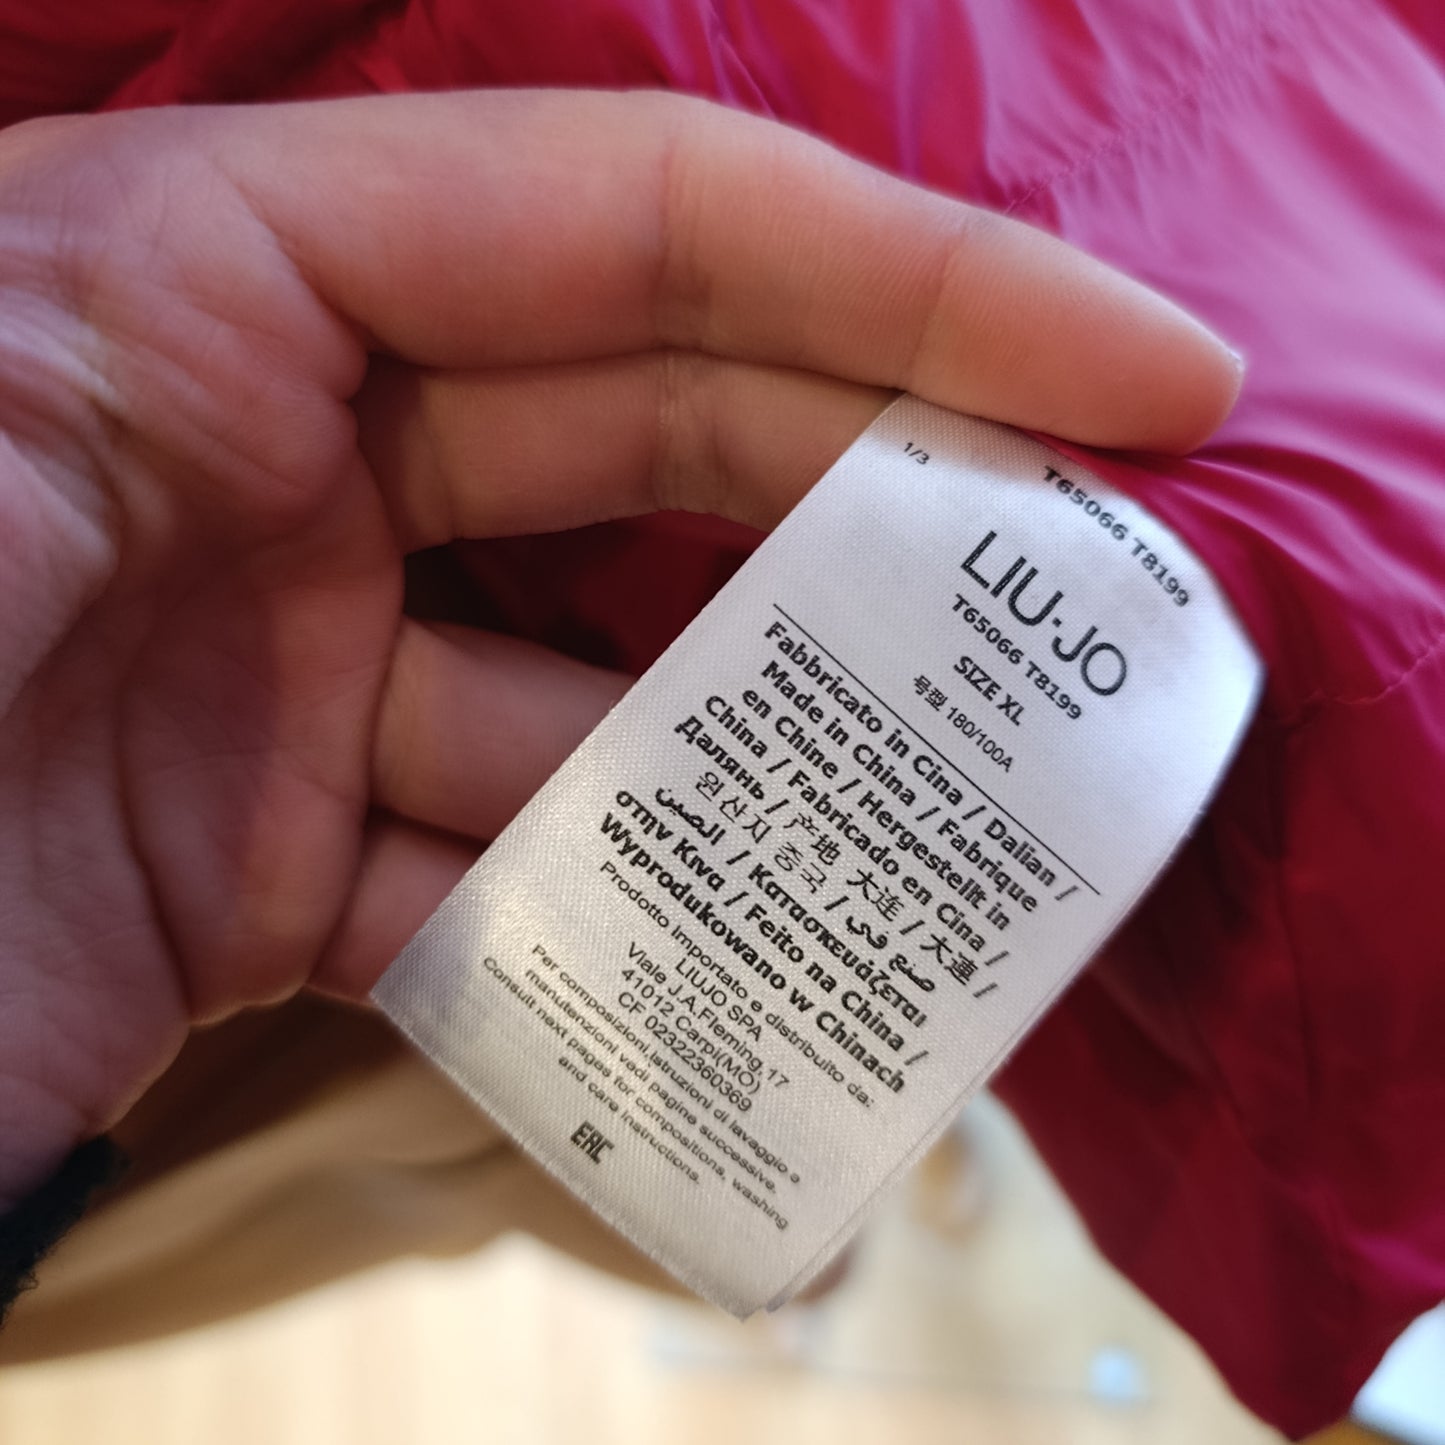 1/3
T65066 T8199
LIU·JO
T65066 T8199
SIZE XL
号型 180/100A
Fabbricato in Cina / Dalian /
Made in China / Fabrique
en Chine / Hergestellt in
China / Fabricado en Cina /
Далянь / 产地 大连 / 大連 /
원산지 중국 / صنع في
الصين / Κατασκευάζεται
στην Κινα / Feito na China /
Wyprodukowano w Chinach
Prodotto importato e distribuito da:
LIUJO SPA
Viale J.A.Fleming,17
41012 Carpi(MO)
CF 02322360369
Per composizioni,istruzioni di lavaggio e
manutenzioni vedi pagine successive.
Consult next pages for compositions, washing
and care instructions.
EAC